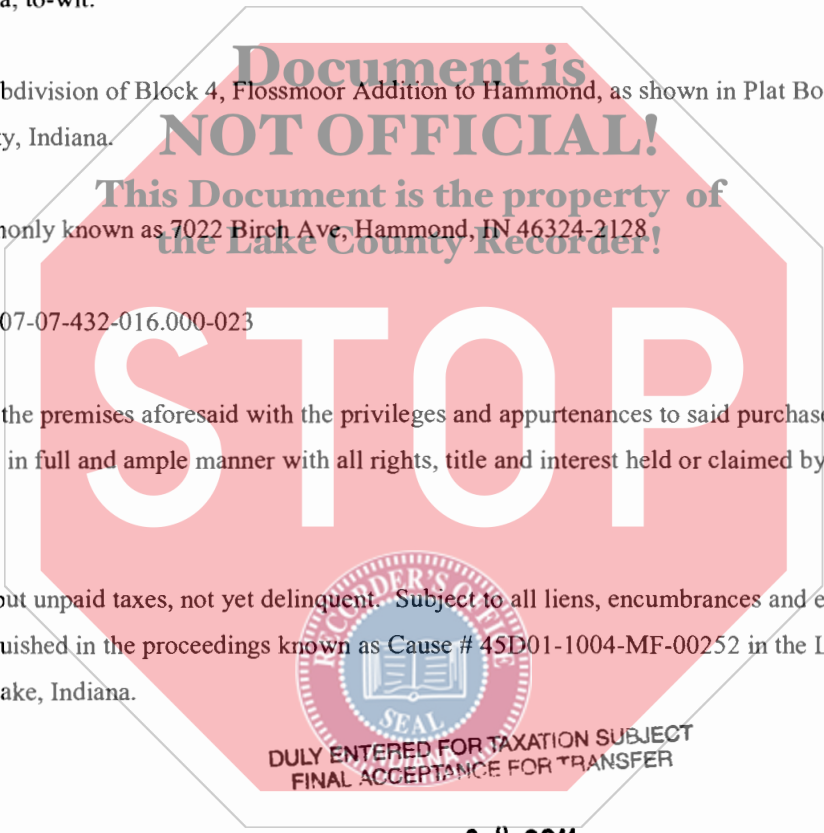 Document is
bdivision of Block 4, Flossmoor Addition to Hammond, as shown in Plat Bo
y, Indiana.
NOT OFFICIAL!
This Document is the property of
nonly known as 7022 Birch Ave, Hammond, IN 46324-2128
the Lake County Recorder!
07-07-432-016.000-023
STOP
the premises aforesaid with the privileges and appurtenances to said purchas
in full and ample manner with all rights, title and interest held or claimed by
out unpaid taxes, not yet delinquent. Subject to all liens, encumbrances and e
uished in the proceedings known as Cause # 45D01-1004-MF-00252 in the L
ake, Indiana.
RECORDER'S OFFIE
SEAL
INDIANA
DULY ENTERED FOR TAXATION SUBJECT
FINAL ACCEPTANCE FOR TRANSFER